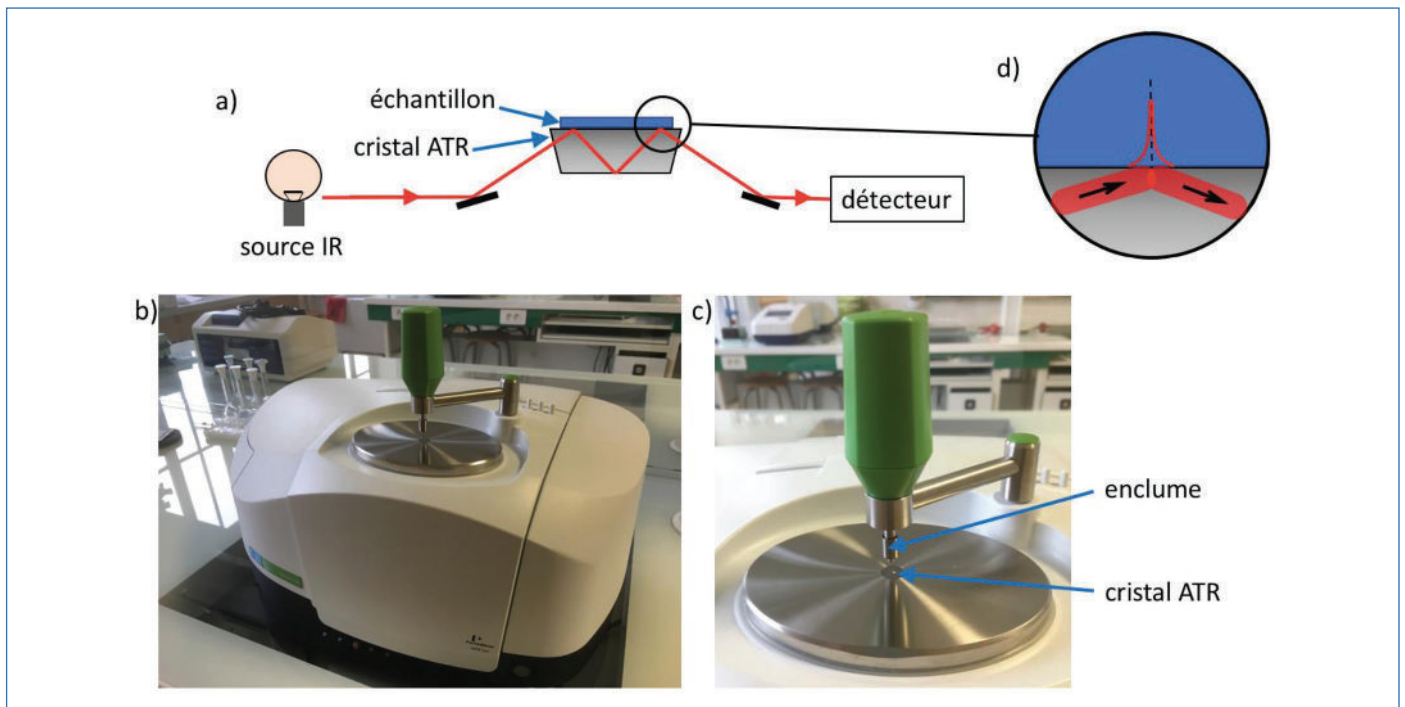 a)
échantillon
cristal ATR
source IR
détecteur
d)
b)
c)
enclume
cristal ATR